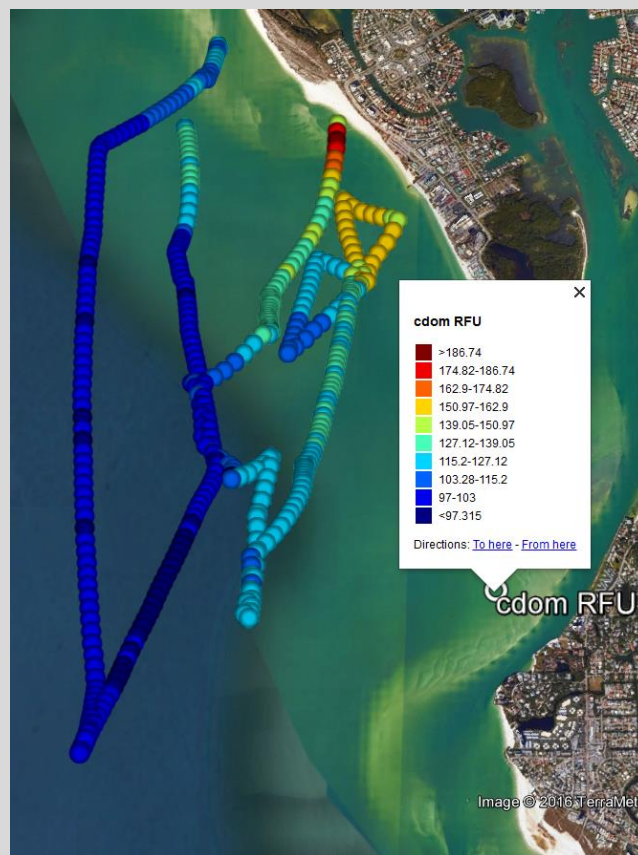 cdom RFU
>186.74
174.82-186.74
162.9-174.82
150.97-162.9
139.05-150.97
127.12-139.05
115.2-127.12
103.28-115.2
97-103
<97.315
Directions: To here - From here
cdom RFU
Image © 2016 TerraMet